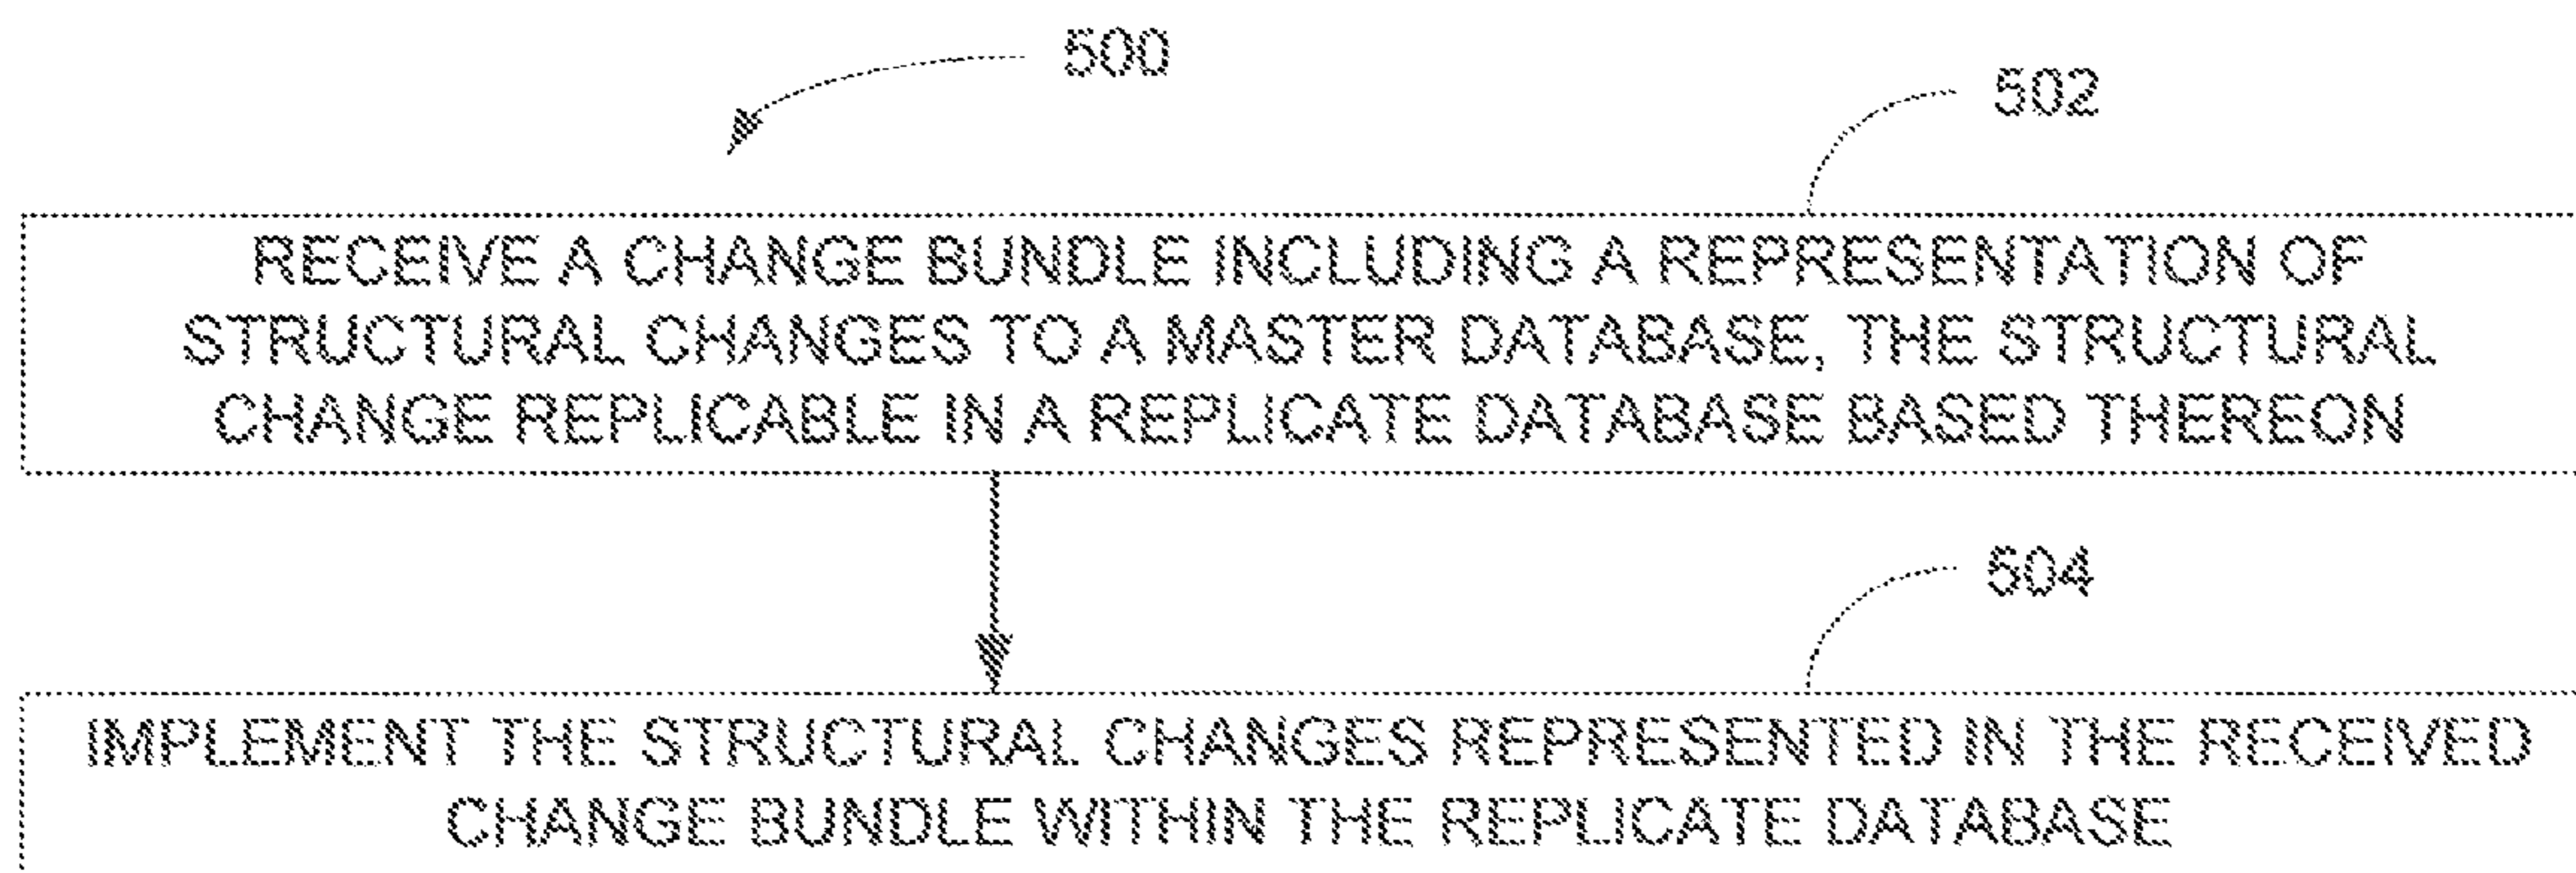 500
502
RECEIVE A CHANGE BUNDLE INCLUDING A REPRESENTATION OF
STRUCTURAL CHANGES TO A MASTER DATABASE, THE STRUCTURAL
CHANGE REPLICABLE IN A REPLICATE DATABASE BASED THEREON
504
IMPLEMENT THE STRUCTURAL CHANGES REPRESENTED IN THE RECEIVED
CHANGE BUNDLE WITHIN THE REPLICATE DATABASE